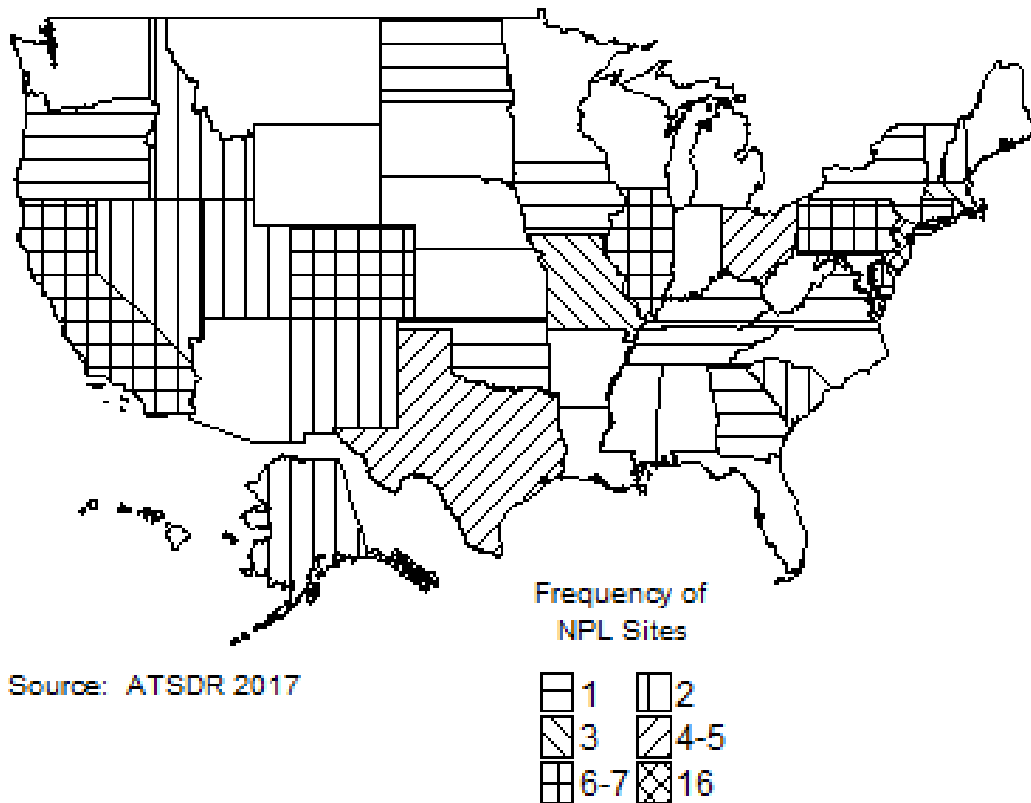 Frequency of
NPL Sites
Source: ATSDR 2017
1 2
3 4-5
6-7 16